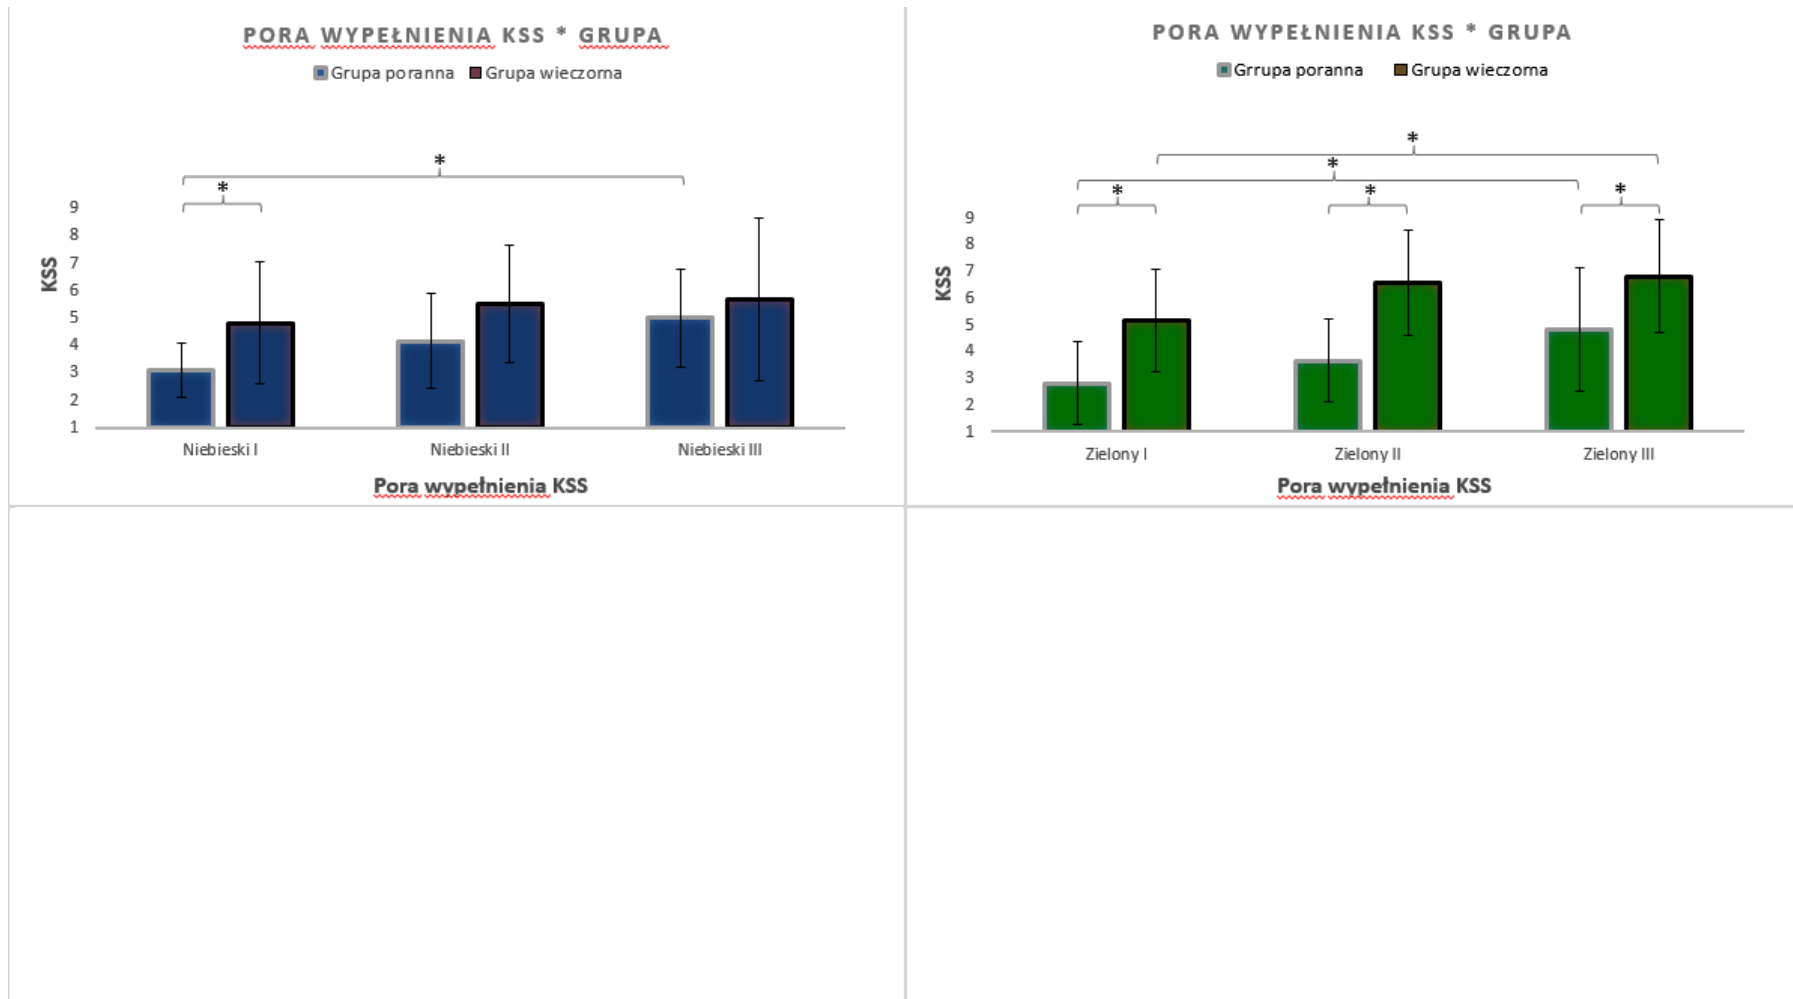 PORA WYPEŁNIENIA KSS * GRUPA
Grupa poranna Grupa wieczorna
*
*
9
8
7
6
5
4
3
2
1
KSS
Niebieski I Niebieski II Niebieski III
Pora wypełnienia KSS
PORA WYPEŁNIENIA KSS * GRUPA
Grrupa poranna Grupa wieczorna
*
*
* * *
9
8
7
6
5
4
3
2
1
KSS
Zielony I Zielony II Zielony III
Pora wypełnienia KSS